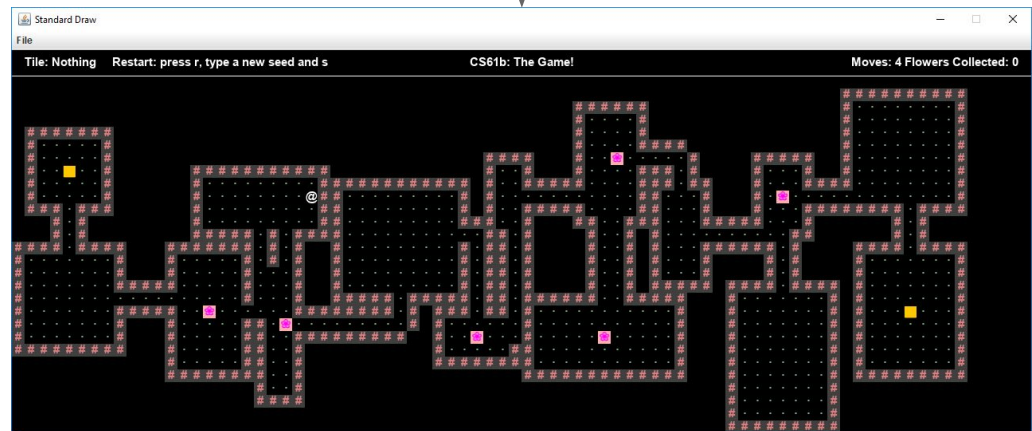 Standard Draw
File
Tile: Nothing Restart: press r, type a new seed and s CS61b: The Game! Moves: 4 Flowers Collected: 0
@